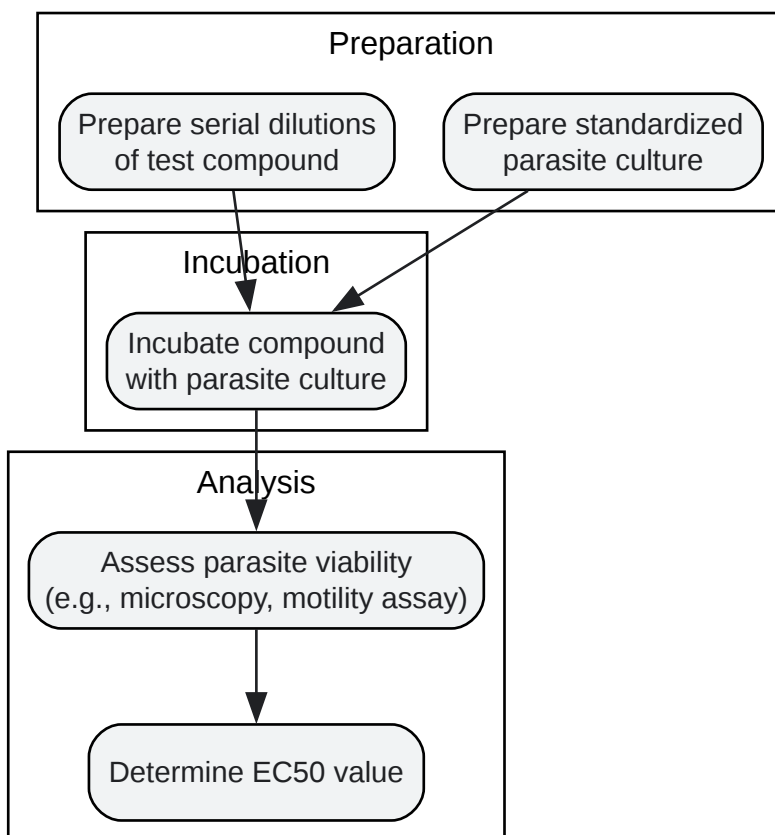 Preparation
Prepare serial dilutions
of test compound
Prepare standardized
parasite culture
Incubation
Incubate compound
with parasite culture
Analysis
Assess parasite viability
(e.g., microscopy, motility assay)
Determine EC50 value